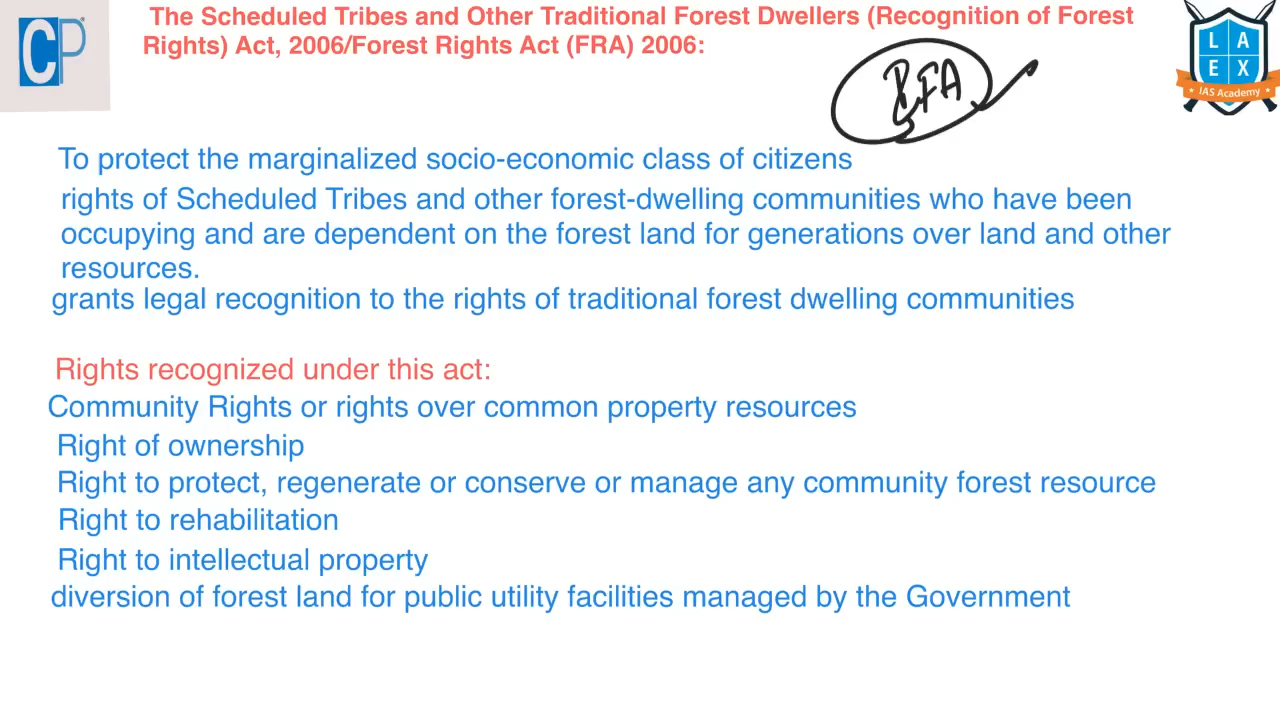 The Scheduled Tribes and Other Traditional Forest Dwellers (Recognition of Forest
Rights) Act, 2006/Forest Rights Act (FRA) 2006:
CP
L A
E X
IAS Academy
To protect the marginalized socio-economic class of citizens
rights of Scheduled Tribes and other forest-dwelling communities who have been
occupying and are dependent on the forest land for generations over land and other
resources.
grants legal recognition to the rights of traditional forest dwelling communities
Rights recognized under this act:
Community Rights or rights over common property resources
Right of ownership
Right to protect, regenerate or conserve or manage any community forest resource
Right to rehabilitation
Right to intellectual property
diversion of forest land for public utility facilities managed by the Government